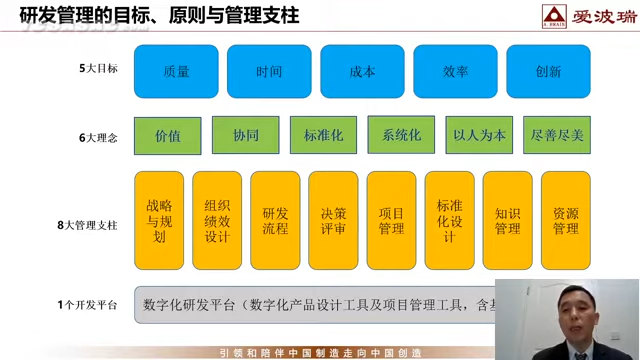 研发管理的目标、原则与管理支柱
爱波瑞
A. BRAIN
5大目标
质量
时间
成本
效率
创新
6大理念
价值
协同
标准化
系统化
以人为本
尽善尽美
8大管理支柱
战略
与规
划
组织
绩效
设计
研发
流程
决策
评审
项目
管理
标准
化设
计
知识
管理
资源
管理
1个开发平台
数字化研发平台（数字化产品设计工具及项目管理工具，含基
引领和陪伴中国制造走向中国创造